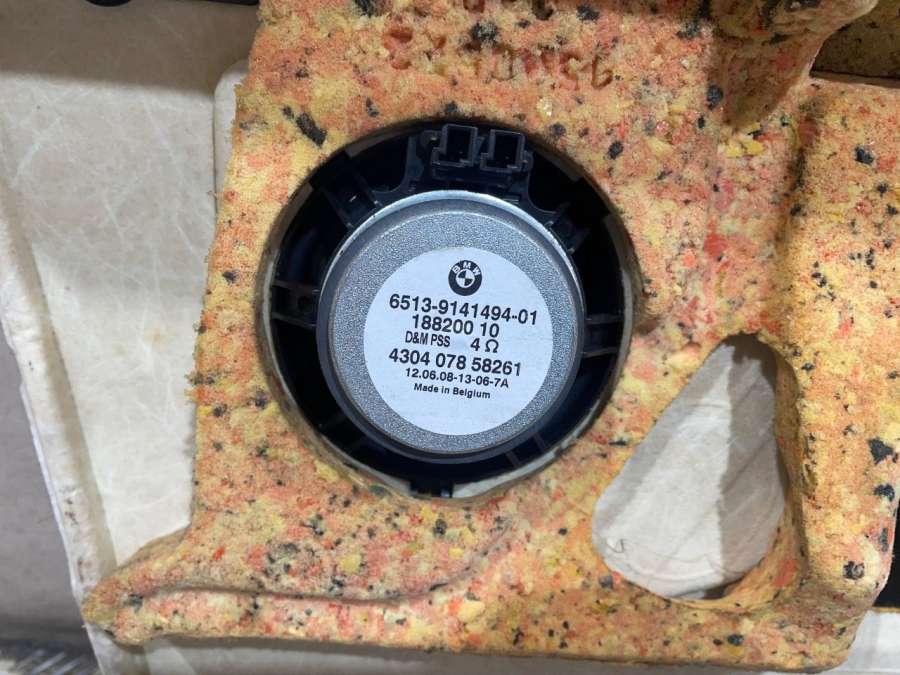 BMW
6513-9141494-01
188200 10
D&M PSS 4 Ω
4304 078 58261
12.06.08-13-06-7A
Made in Belgium